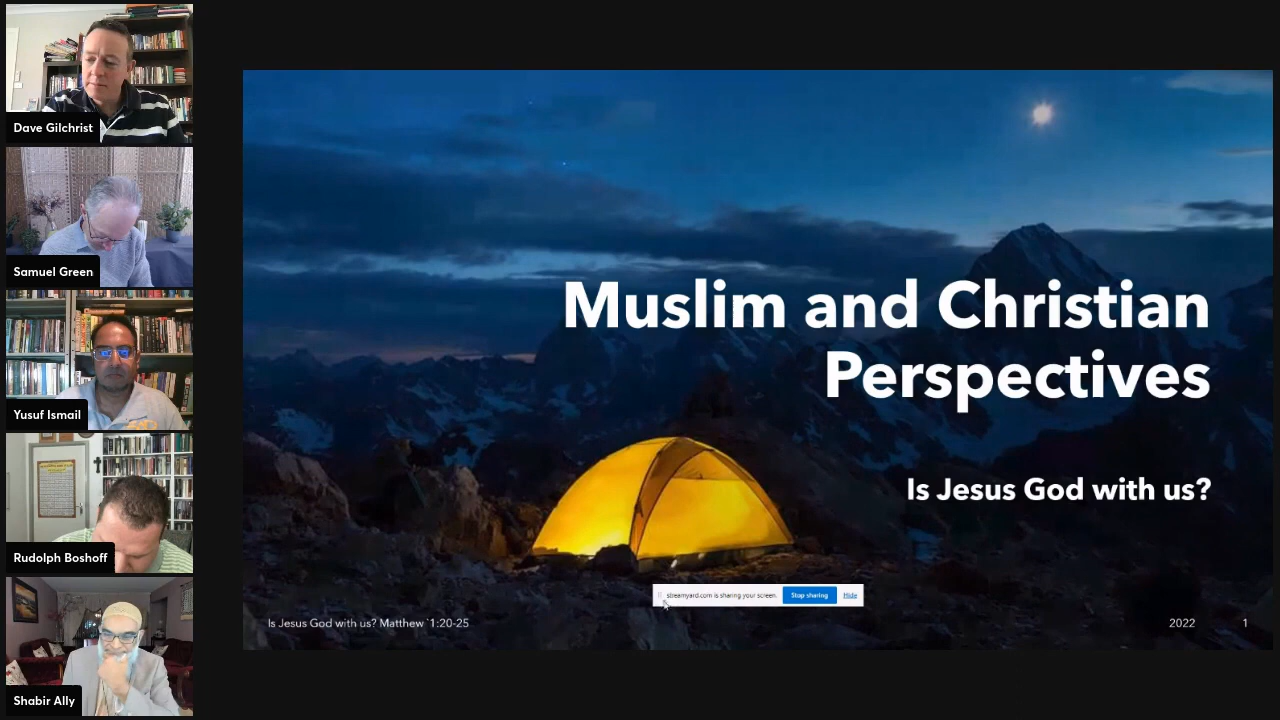 Dave Gilchrist
Samuel Green
Yusuf Ismail
Rudolph Boshoff
Shabir Ally
Muslim and Christian
Perspectives
Is Jesus God with us?
streamyard.com is sharing your screen.
Stop sharing
Hide
Is Jesus God with us? Matthew `1:20-25
2022
1